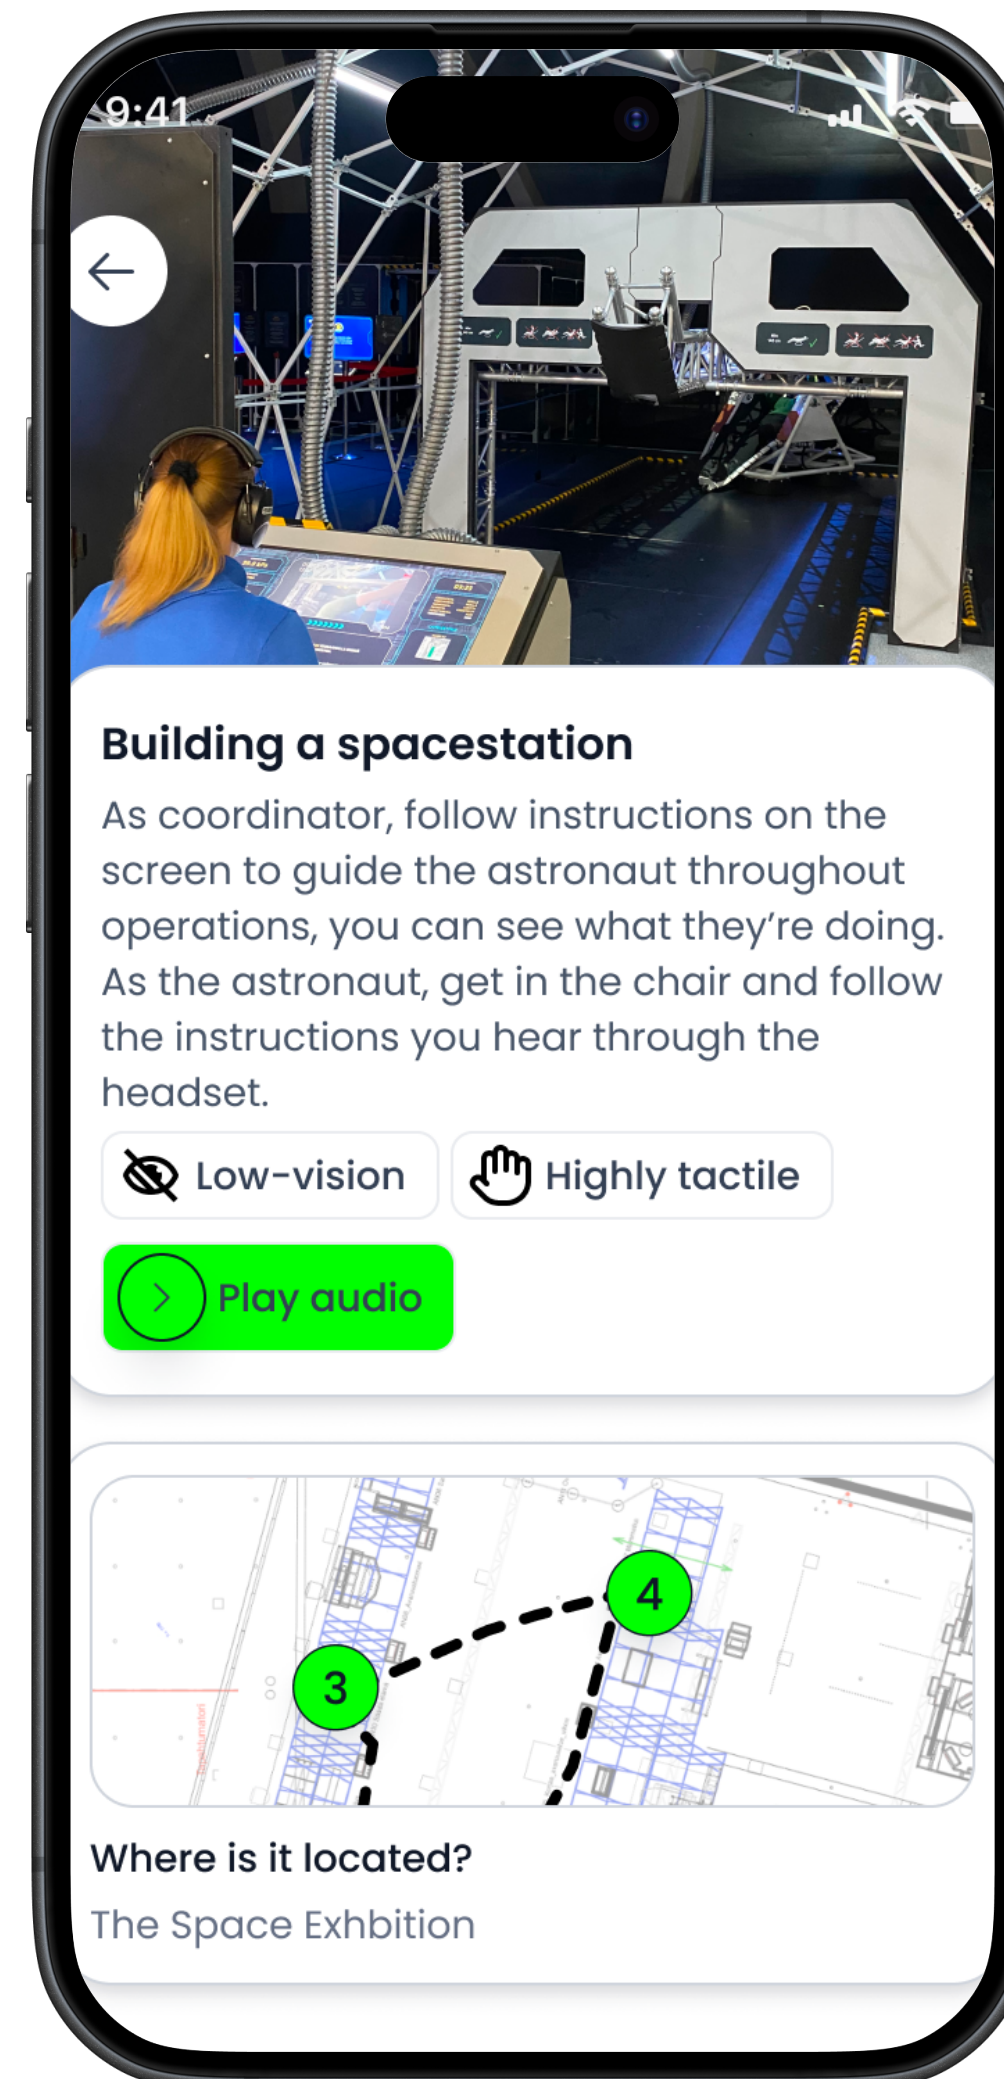 9:41
Building a spacestation
As coordinator, follow instructions on the
screen to guide the astronaut throughout
operations, you can see what they’re doing.
As the astronaut, get in the chair and follow
the instructions you hear through the
headset.
Low-vision
Highly tactile
Play audio
4
3
Where is it located?
The Space Exhbition